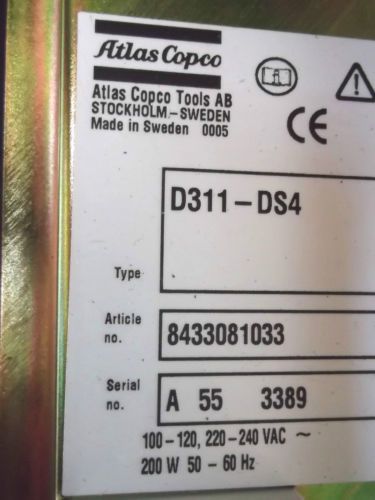 Atlas Copco
Atlas Copco Tools AB
STOCKHOLM-SWEDEN
Made in Sweden 0005
CE
Type D311-DS4
Article no. 8433081033
Serial no. A 55 3389
100-120, 220-240 VAC ~
200 W 50-60 Hz